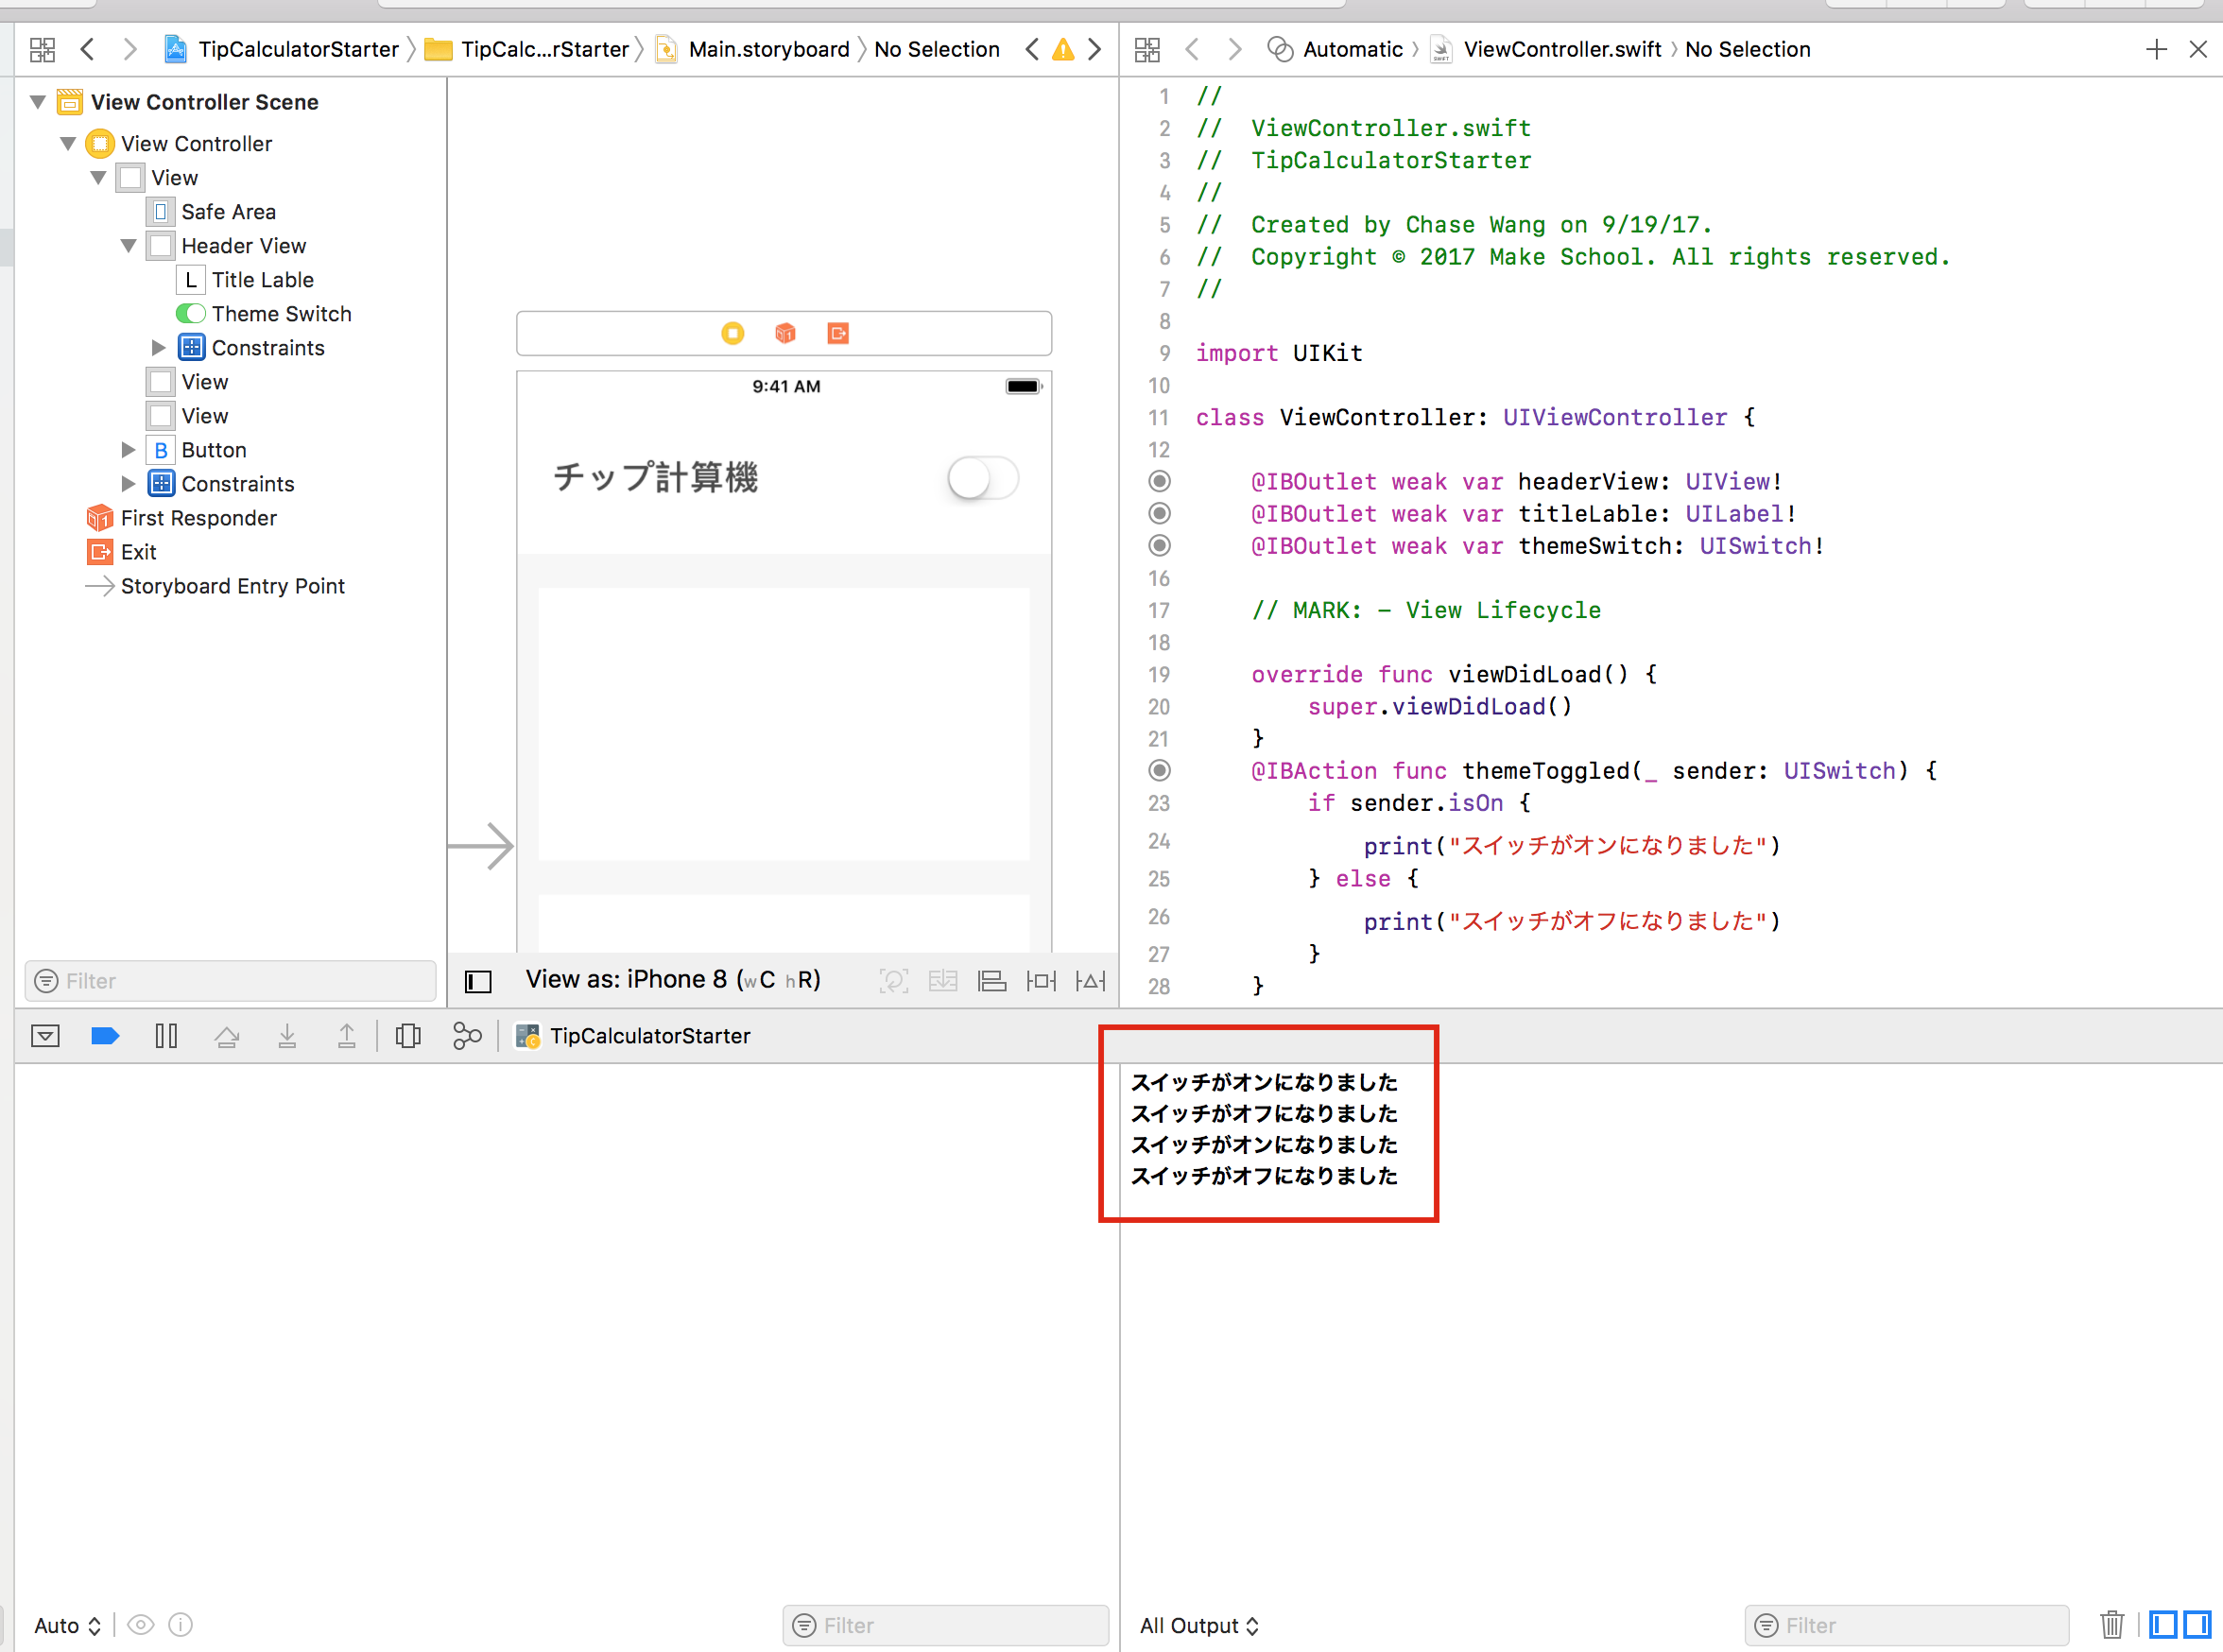 TipCalculatorStarter TipCalc...rStarter Main.storyboard No Selection
Automatic ViewController.swift No Selection
View Controller Scene
View Controller
View
Safe Area
Header View
L Title Lable
Theme Switch
Constraints
View
View
B Button
Constraints
First Responder
Exit
Storyboard Entry Point
Filter
9:41 AM
チップ計算機
View as: iPhone 8 (wC hR)
1 //
2 // ViewController.swift
3 // TipCalculatorStarter
4 //
5 // Created by Chase Wang on 9/19/17.
6 // Copyright © 2017 Make School. All rights reserved.
7 //
8
9 import UIKit
10
11 class ViewController: UIViewController {
12
@IBOutlet weak var headerView: UIView!
@IBOutlet weak var titleLable: UILabel!
@IBOutlet weak var themeSwitch: UISwitch!
16
17 // MARK: - View Lifecycle
18
19 override func viewDidLoad() {
20 super.viewDidLoad()
21 }
@IBAction func themeToggled(_ sender: UISwitch) {
23 if sender.isOn {
24 print("スイッチがオンになりました")
25 } else {
26 print("スイッチがオフになりました")
27 }
28 }
TipCalculatorStarter
スイッチがオンになりました
スイッチがオフになりました
スイッチがオンになりました
スイッチがオフになりました
Auto
Filter
All Output
Filter